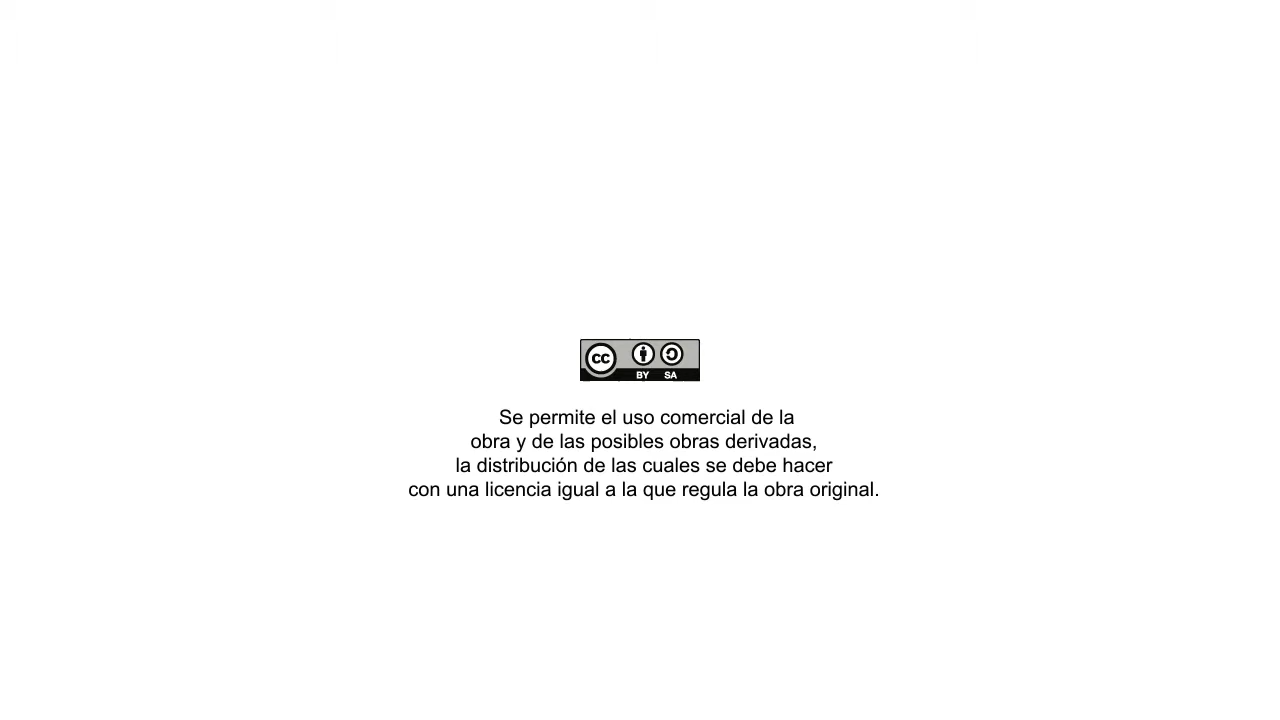 cc
BY SA
Se permite el uso comercial de la
obra y de las posibles obras derivadas,
la distribución de las cuales se debe hacer
con una licencia igual a la que regula la obra original.